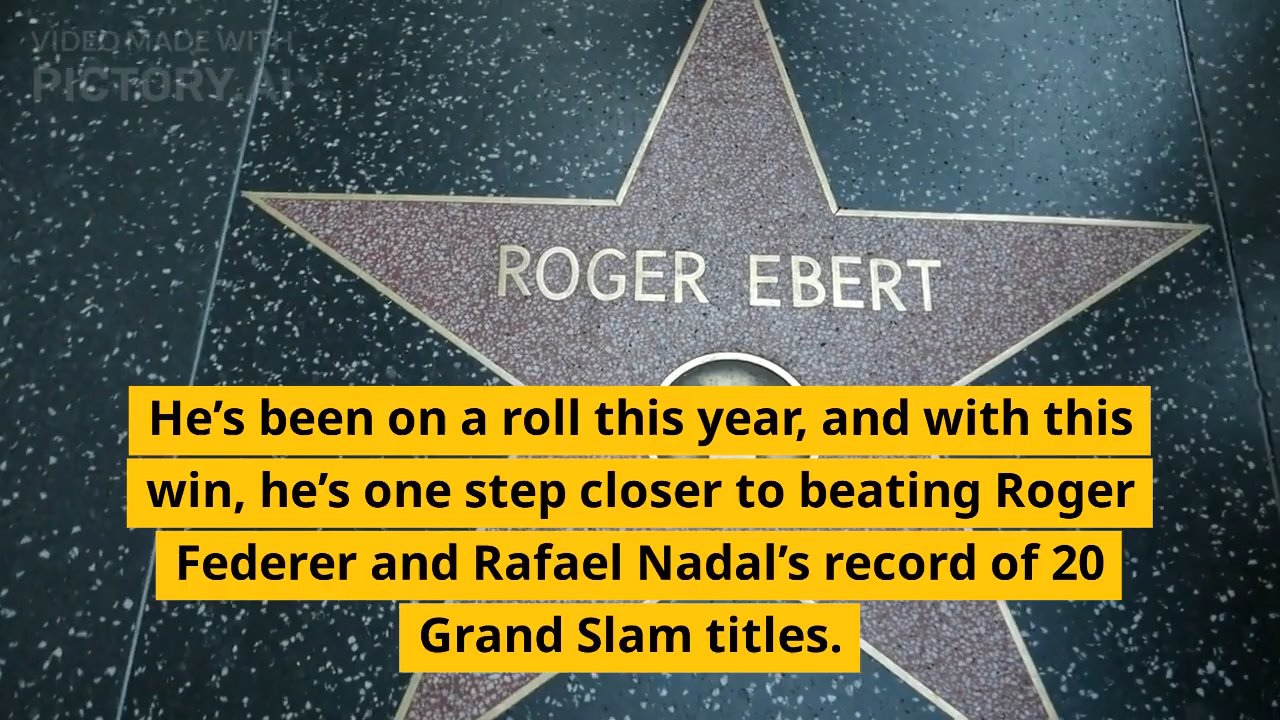 VIDEO MADE WITH
PICTORY.AI
ROGER EBERT
He’s been on a roll this year, and with this
win, he’s one step closer to beating Roger
Federer and Rafael Nadal’s record of 20
Grand Slam titles.